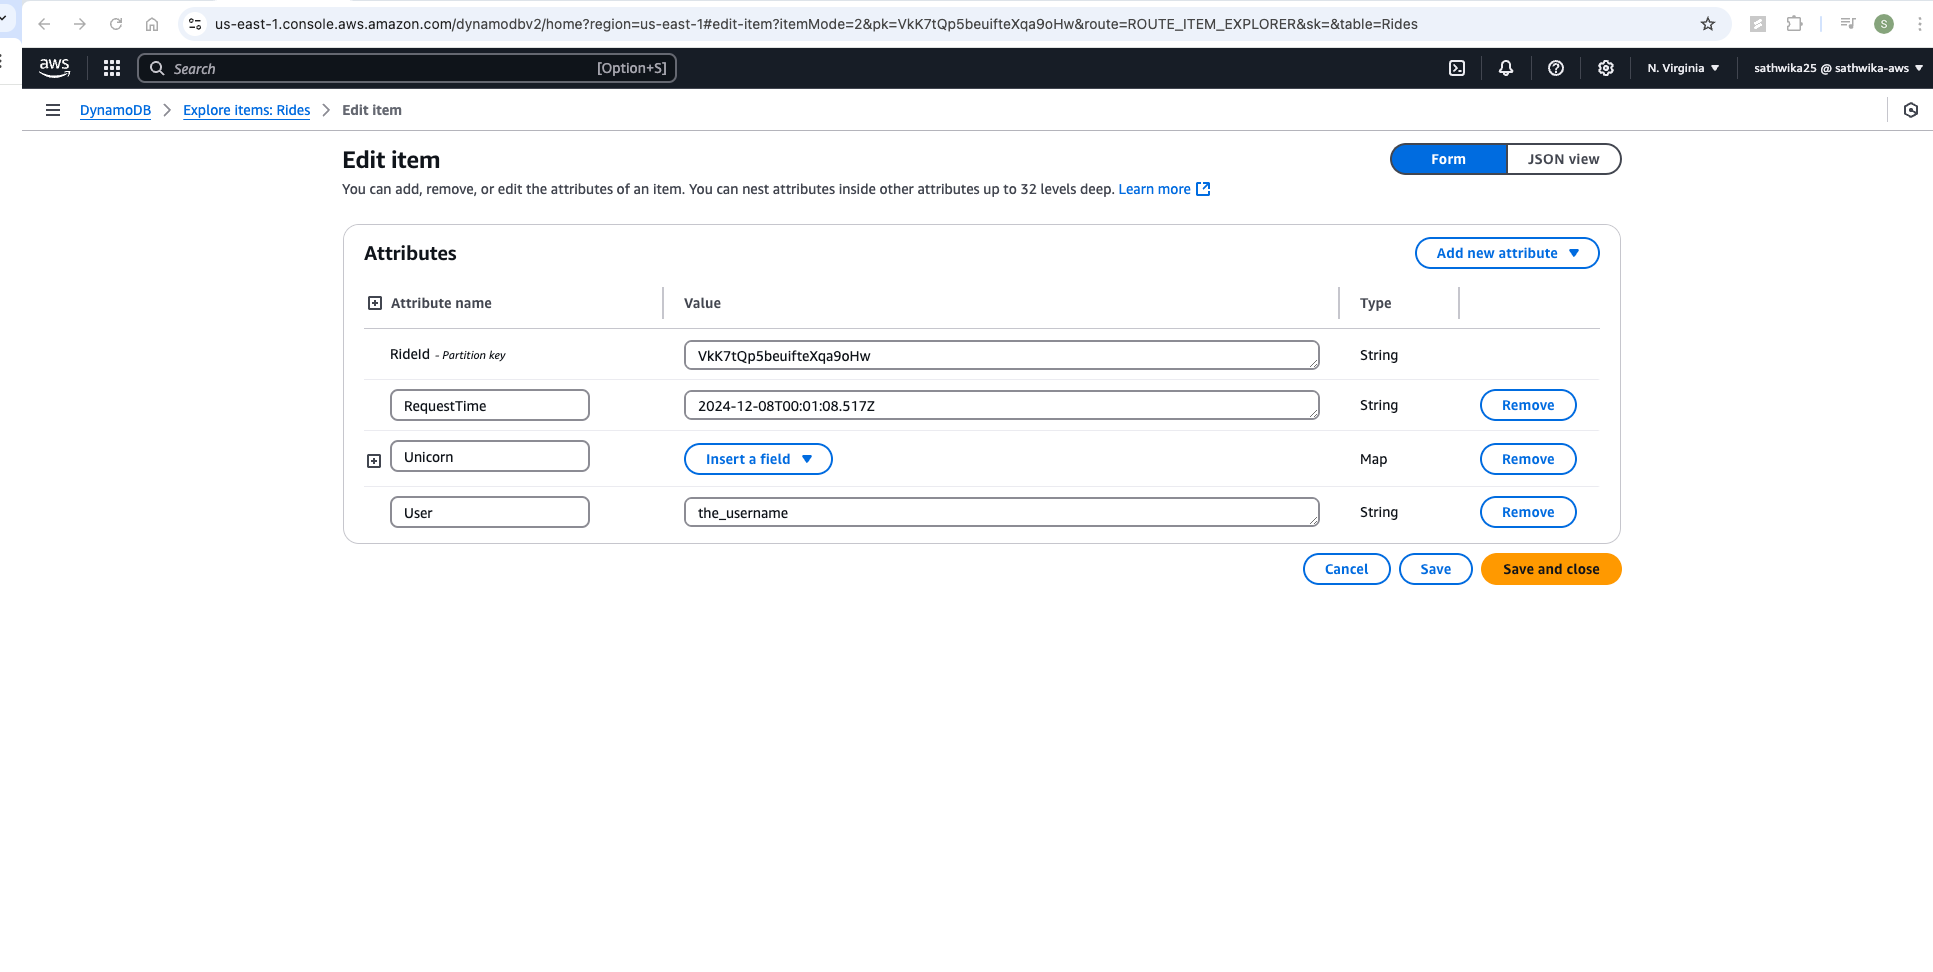 us-east-1.console.aws.amazon.com/dynamodbv2/home?region=us-east-1#edit-item?itemMode=2&pk=VkK7tQp5beuifteXqa9oHw&route=ROUTE_ITEM_EXPLORER&sk=&table=Rides
S
aws
Search
[Option+S]
N. Virginia
sathwika25 @ sathwika-aws
DynamoDB
Explore items: Rides
Edit item
Edit item
Form
JSON view
You can add, remove, or edit the attributes of an item. You can nest attributes inside other attributes up to 32 levels deep. Learn more
Attributes
Add new attribute
Attribute name
Value
Type
RideId - Partition key
VkK7tQp5beuifteXqa9oHw
String
RequestTime
2024-12-08T00:01:08.517Z
String
Remove
Unicorn
Insert a field
Map
Remove
User
the_username
String
Remove
Cancel
Save
Save and close